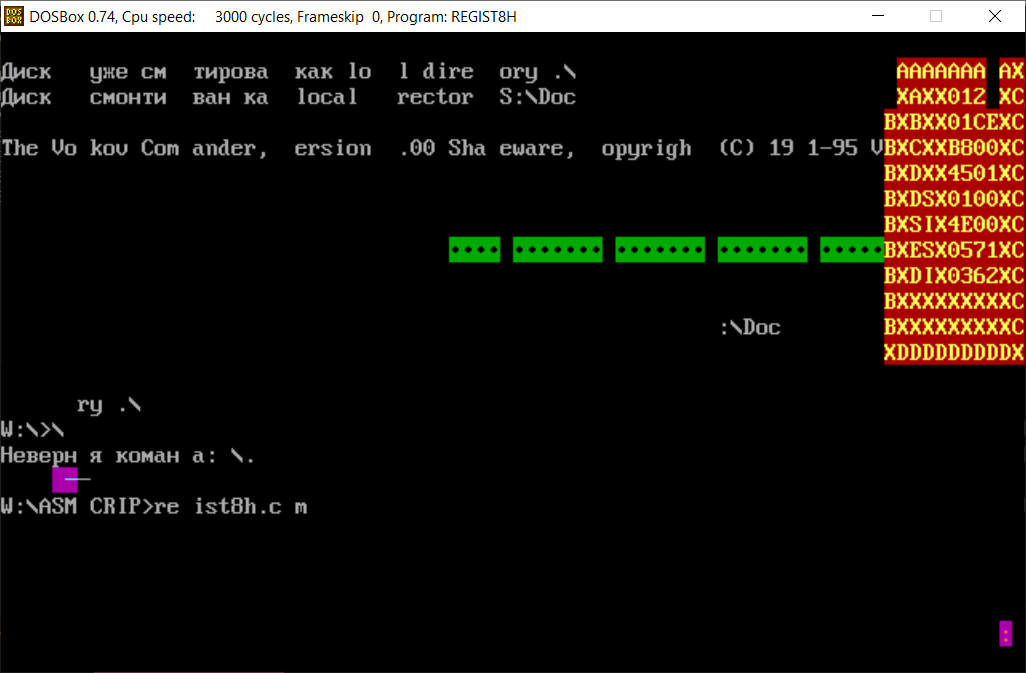 DOSBox 0.74, Cpu speed: 3000 cycles, Frameskip 0, Program: REGIST8H
Диск уже см тирова как lo l dire ory .\ AAAAAAA AX
Диск смонти ван ка local rector S:\Doc XAXX012 XC
BXBXX01CEXC
The Vo kov Com ander, ersion .00 Sha eware, opyrigh (C) 19 1-95 V BXCXXB800XC
BXDXX4501XC
BXDSX0100XC
BXSIX4E00XC
BXESX0571XC
BXDIX0362XC
BXXXXXXXXXC
:\Doc BXXXXXXXXXC
XDDDDDDDDDX
ry .\
W:\>\
Неверн я коман а: \.
W:\ASM CRIP>re ist8h.c m
: